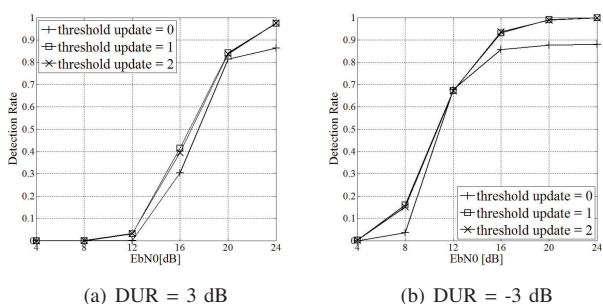 1
0.9
0.8
0.7
0.6
0.5
0.4
0.3
0.2
0.1
0
Detection Rate
threshold update = 0
threshold update = 1
threshold update = 2
4 8 12 16 20 24
EbN0 [dB]
(a) DUR = 3 dB
1
0.9
0.8
0.7
0.6
0.5
0.4
0.3
0.2
0.1
0
Detection Rate
threshold update = 0
threshold update = 1
threshold update = 2
4 8 12 16 20 24
EbN0 [dB]
(b) DUR = -3 dB